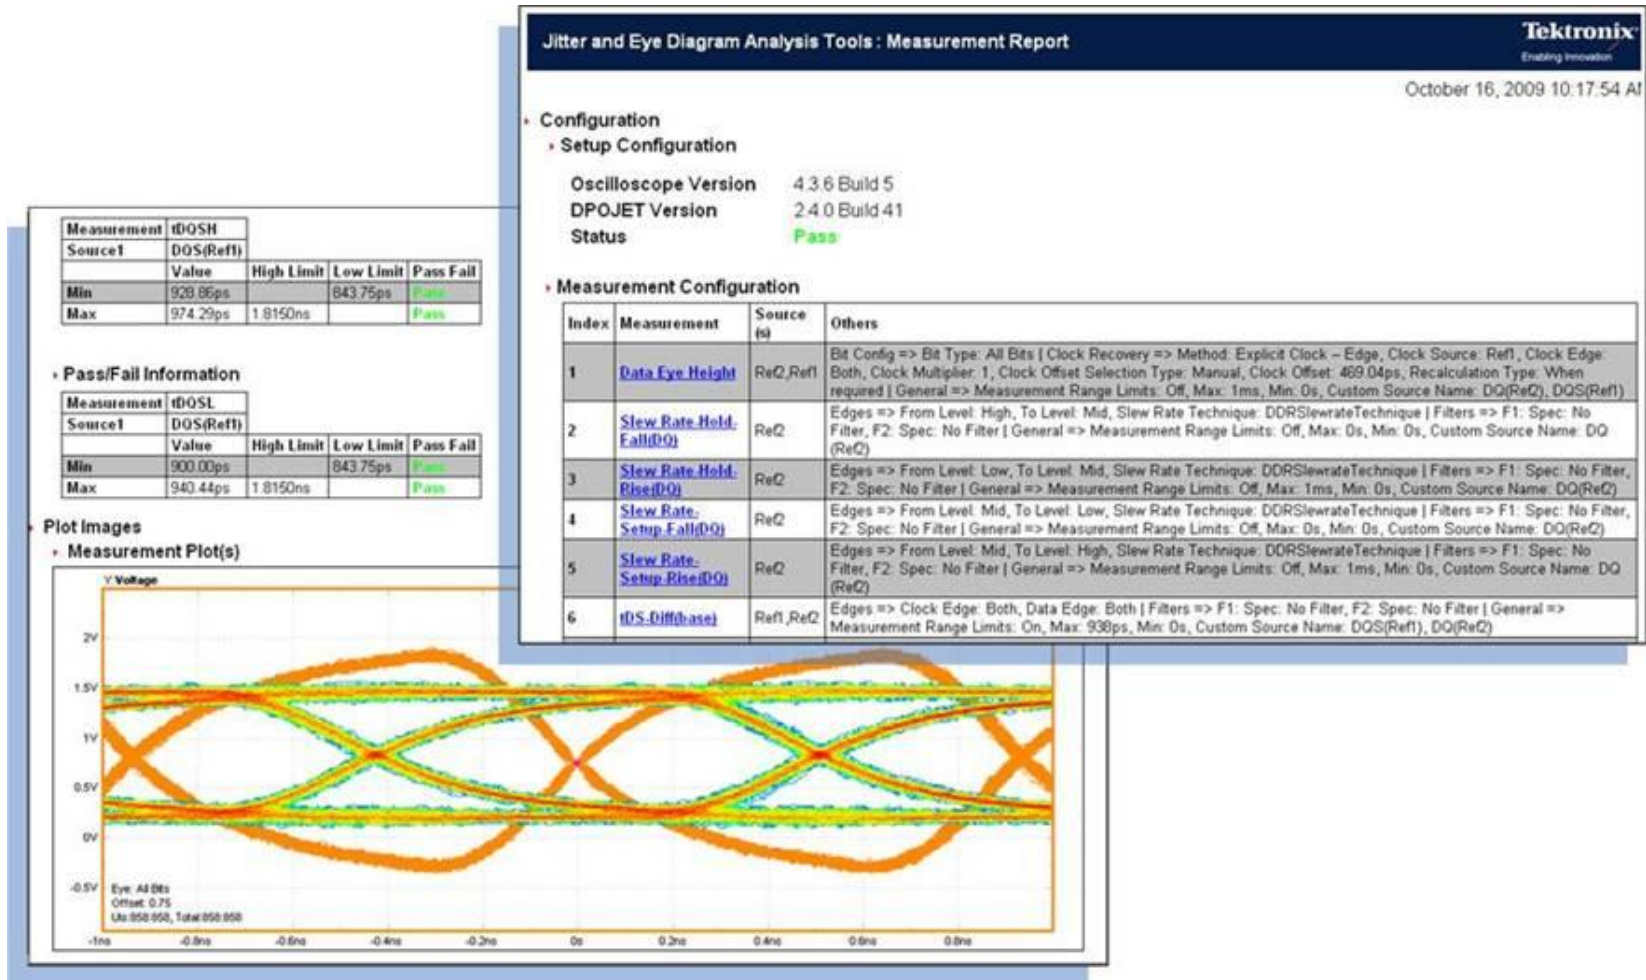 Jitter and Eye Diagram Analysis Tools : Measurement Report
Tektronix
Enabling Innovation
October 16, 2009 10:17:54 AM
Configuration
Setup Configuration
Oscilloscope Version 4.3.6 Build 5
DPOJET Version 2.4.0 Build 41
Status Pass
Measurement Configuration
Index Measurement Source(s) Others
1 Data Eye Height Ref2,Ref1 Bit Config => Bit Type: All Bits | Clock Recovery => Method: Explicit Clock – Edge, Clock Source: Ref1, Clock Edge:
Both, Clock Multiplier: 1, Clock Offset Selection Type: Manual, Clock Offset: 469.04ps, Recalculation Type: When
required | General => Measurement Range Limits: Off, Max: 1ms, Min: 0s, Custom Source Name: DQ(Ref2), DQS(Ref1)
2 Slew Rate-Hold-Fall(DQ) Ref2 Edges => From Level: High, To Level: Mid, Slew Rate Technique: DDRSlewrateTechnique | Filters => F1: Spec: No
Filter, F2: Spec: No Filter | General => Measurement Range Limits: Off, Max: 0s, Min: 0s, Custom Source Name: DQ
(Ref2)
3 Slew Rate-Hold-Rise(DQ) Ref2 Edges => From Level: Low, To Level: Mid, Slew Rate Technique: DDRSlewrateTechnique | Filters => F1: Spec: No Filter,
F2: Spec: No Filter | General => Measurement Range Limits: Off, Max: 1ms, Min: 0s, Custom Source Name: DQ(Ref2)
4 Slew Rate-Setup-Fall(DQ) Ref2 Edges => From Level: Mid, To Level: Low, Slew Rate Technique: DDRSlewrateTechnique | Filters => F1: Spec: No Filter,
F2: Spec: No Filter | General => Measurement Range Limits: Off, Max: 0s, Min: 0s, Custom Source Name: DQ(Ref2)
5 Slew Rate-Setup-Rise(DQ) Ref2 Edges => From Level: Mid, To Level: High, Slew Rate Technique: DDRSlewrateTechnique | Filters => F1: Spec: No
Filter, F2: Spec: No Filter | General => Measurement Range Limits: Off, Max: 1ms, Min: 0s, Custom Source Name: DQ
(Ref2)
6 tDS-Diff(base) Ref1,Ref2 Edges => Clock Edge: Both, Data Edge: Both | Filters => F1: Spec: No Filter, F2: Spec: No Filter | General =>
Measurement Range Limits: On, Max: 938ps, Min: 0s, Custom Source Name: DQS(Ref1), DQ(Ref2)
Measurement tDQSH
Source1 DQS(Ref1)
Value High Limit Low Limit Pass Fail
Min 928.86ps 843.75ps Pass
Max 974.29ps 1.8150ns Pass
Pass/Fail Information
Measurement tDQSL
Source1 DQS(Ref1)
Value High Limit Low Limit Pass Fail
Min 900.00ps 843.75ps Pass
Max 940.44ps 1.8150ns Pass
Plot Images
Measurement Plot(s)
Y: Voltage
2V
1.5V
1V
0.5V
0V
-0.5V
Eye: All Bits
Offset: 0.75
UIs:858:858, Total:858:858
-1ns -0.8ns -0.6ns -0.4ns -0.2ns 0s 0.2ns 0.4ns 0.6ns 0.8ns